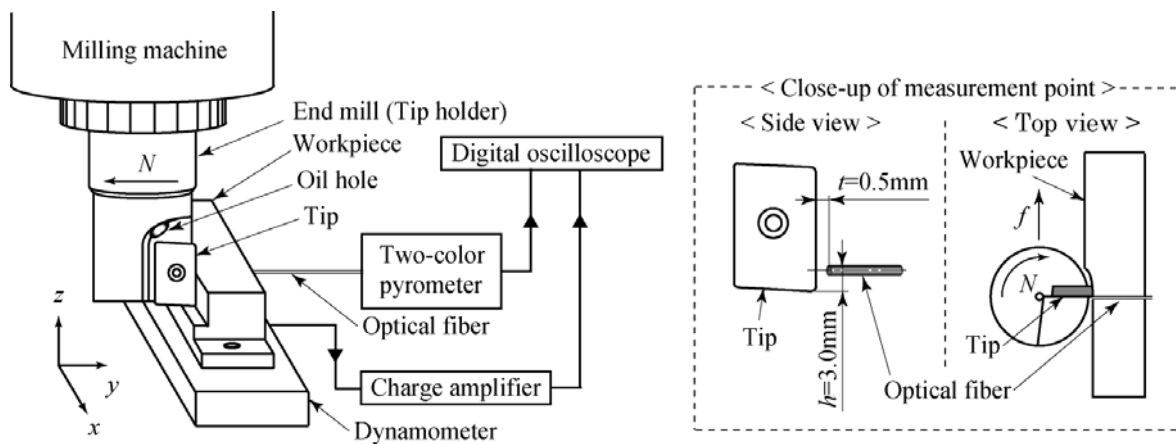 Milling machine
End mill (Tip holder)
Workpiece
Oil hole
Tip
N
Digital oscilloscope
Two-color
pyrometer
Optical fiber
Charge amplifier
Dynamometer
z
y
x
< Close-up of measurement point >
< Side view >
t=0.5mm
Tip
h=3.0mm
< Top view >
Workpiece
f
N
Tip
Optical fiber